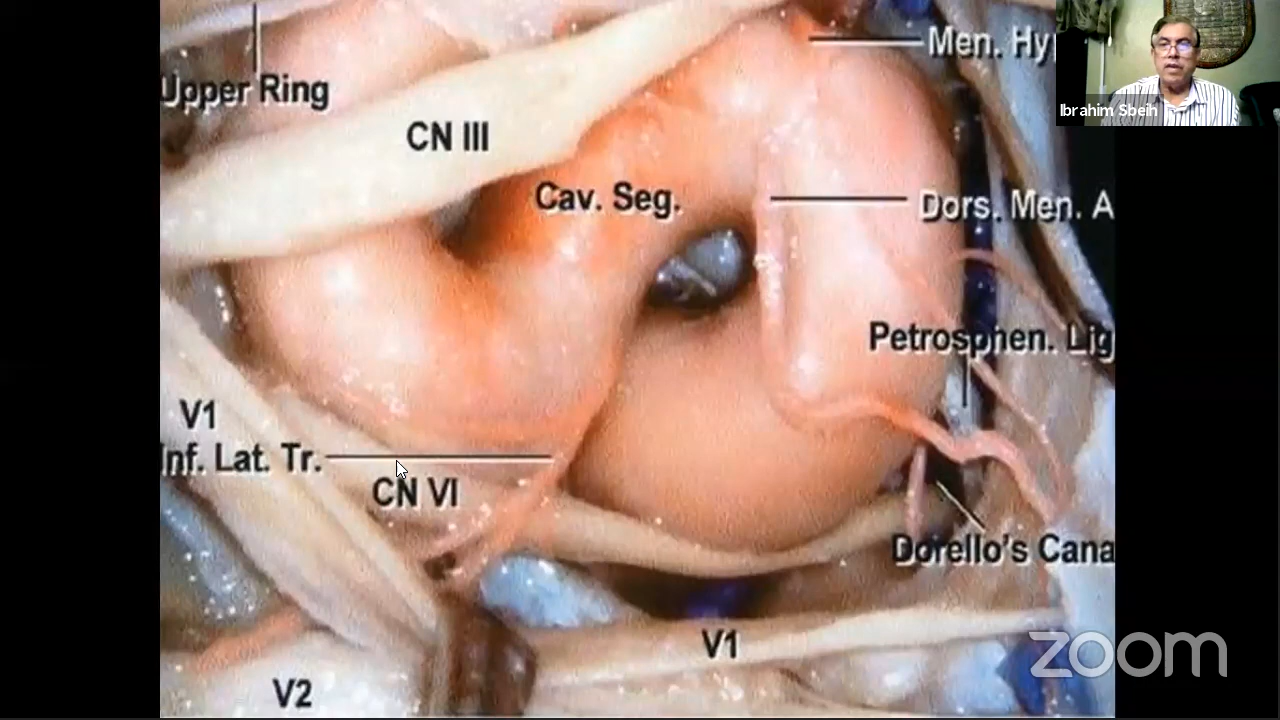 Upper Ring
Men. Hy
Ibrahim Sbeih
CN III
Cav. Seg.
Dors. Men. A
Petrosphen. Lig
V1
Inf. Lat. Tr.
CN VI
Dorello's Cana
V1
V2
zoom